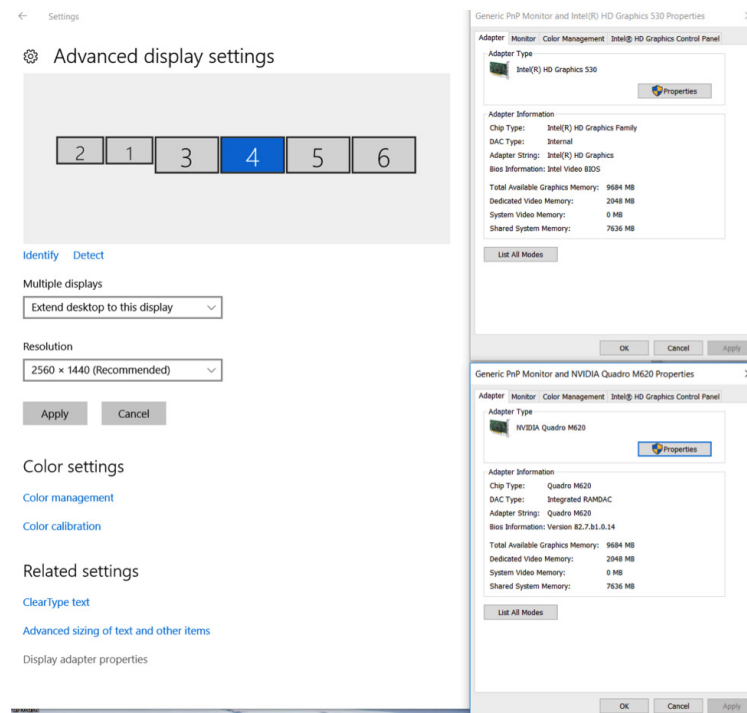 Settings
Advanced display settings
2 1 3 4 5 6
Identify Detect
Multiple displays
Extend desktop to this display
Resolution
2560 × 1440 (Recommended)
Apply Cancel
Color settings
Color management
Color calibration
Related settings
ClearType text
Advanced sizing of text and other items
Display adapter properties
Generic PnP Monitor and Intel(R) HD Graphics 530 Properties
Adapter Monitor Color Management Intel® HD Graphics Control Panel
Adapter Type
Intel(R) HD Graphics 530
Properties
Adapter Information
Chip Type: Intel(R) HD Graphics Family
DAC Type: Internal
Adapter String: Intel(R) HD Graphics
Bios Information: Intel Video BIOS
Total Available Graphics Memory: 9684 MB
Dedicated Video Memory: 2048 MB
System Video Memory: 0 MB
Shared System Memory: 7636 MB
List All Modes
OK Cancel Apply
Generic PnP Monitor and NVIDIA Quadro M620 Properties
Adapter Monitor Color Management Intel® HD Graphics Control Panel
Adapter Type
NVIDIA Quadro M620
Properties
Adapter Information
Chip Type: Quadro M620
DAC Type: Integrated RAMDAC
Adapter String: Quadro M620
Bios Information: Version 82.7.b1.0.14
Total Available Graphics Memory: 9684 MB
Dedicated Video Memory: 2048 MB
System Video Memory: 0 MB
Shared System Memory: 7636 MB
List All Modes
OK Cancel Apply